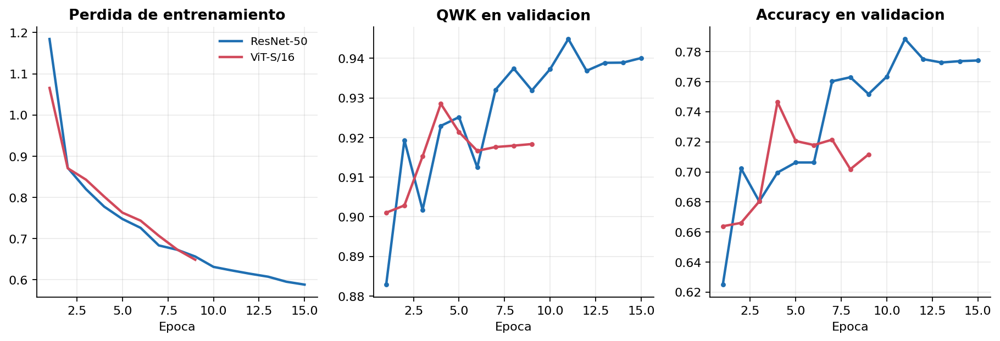 Perdida de entrenamiento
1.2
1.1
1.0
0.9
0.8
0.7
0.6
ResNet-50
ViT-S/16
2.5 5.0 7.5 10.0 12.5 15.0
Epoca
QWK en validacion
0.94
0.93
0.92
0.91
0.90
0.89
0.88
2.5 5.0 7.5 10.0 12.5 15.0
Epoca
Accuracy en validacion
0.78
0.76
0.74
0.72
0.70
0.68
0.66
0.64
0.62
2.5 5.0 7.5 10.0 12.5 15.0
Epoca